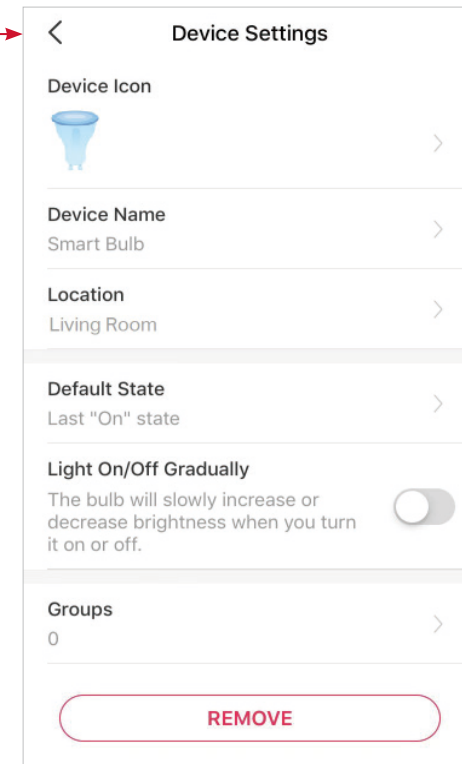 Device Settings
Device Icon
Device Name
Smart Bulb
Location
Living Room
Default State
Last "On" state
Light On/Off Gradually
The bulb will slowly increase or
decrease brightness when you turn
it on or off.
Groups
0
REMOVE